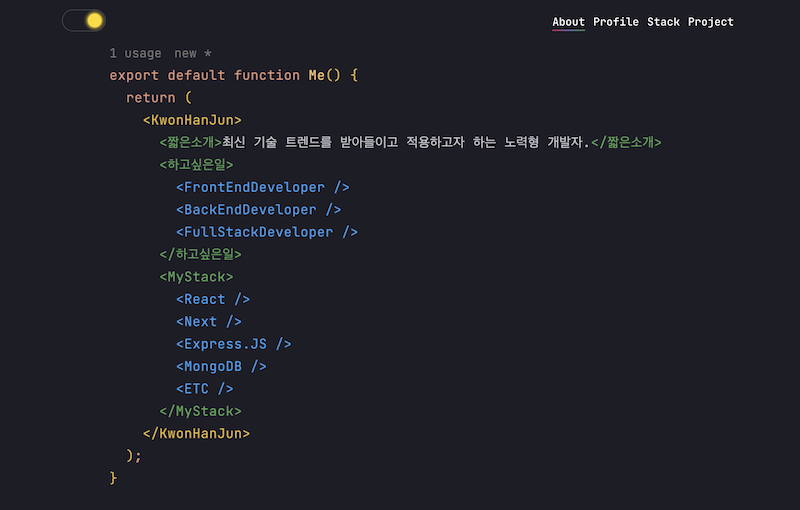 About Profile Stack Project
1 usage new *
export default function Me() {
return (
<KwonHanJun>
<짧은소개>최신 기술 트렌드를 받아들이고 적용하고자 하는 노력형 개발자.</짧은소개>
<하고싶은일>
<FrontEndDeveloper />
<BackEndDeveloper />
<FullStackDeveloper />
</하고싶은일>
<MyStack>
<React />
<Next />
<Express.JS />
<MongoDB />
<ETC />
</MyStack>
</KwonHanJun>
);
}